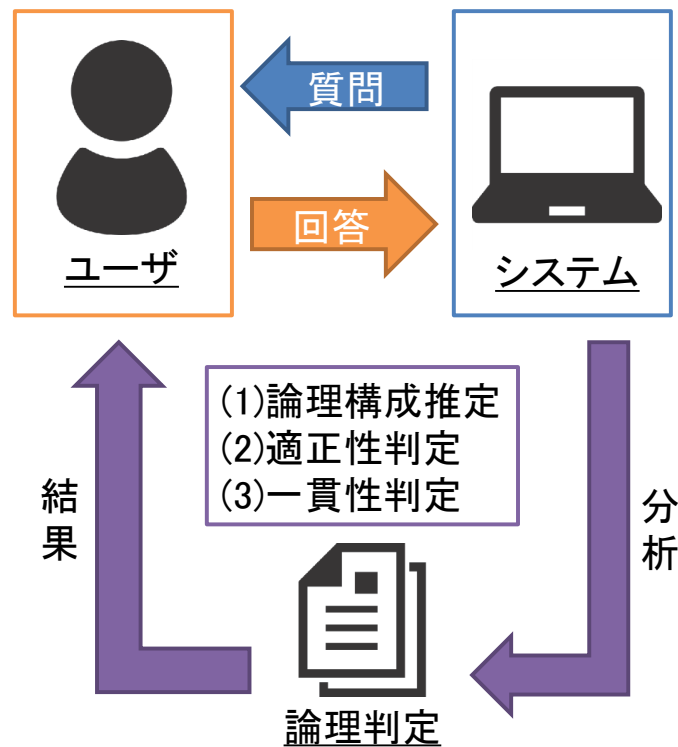 質問
回答
ユーザ
システム
(1)論理構成推定
(2)適正性判定
(3)一貫性判定
結果
分析
論理判定